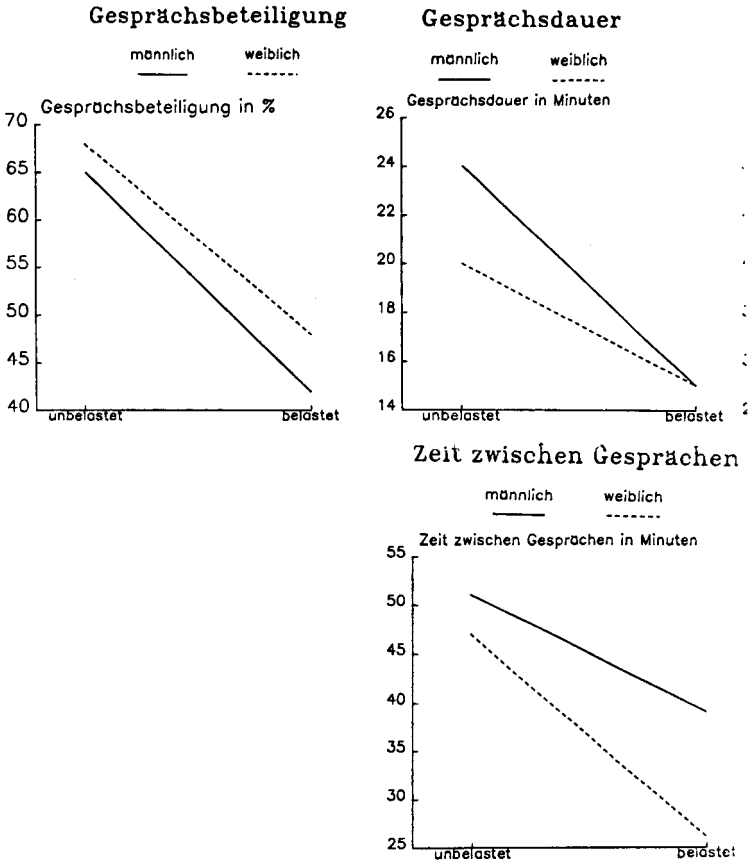 Gesprächsbeteiligung
männlich weiblich
Gesprächsbeteiligung in %
70
65
60
55
50
45
40
unbelastet belastet
Gesprächsdauer
männlich weiblich
Gesprächsdauer in Minuten
26
24
22
20
18
16
14
unbelastet belastet
Zeit zwischen Gesprächen
männlich weiblich
Zeit zwischen Gesprächen in Minuten
55
50
45
40
35
30
25
unbelastet belastet